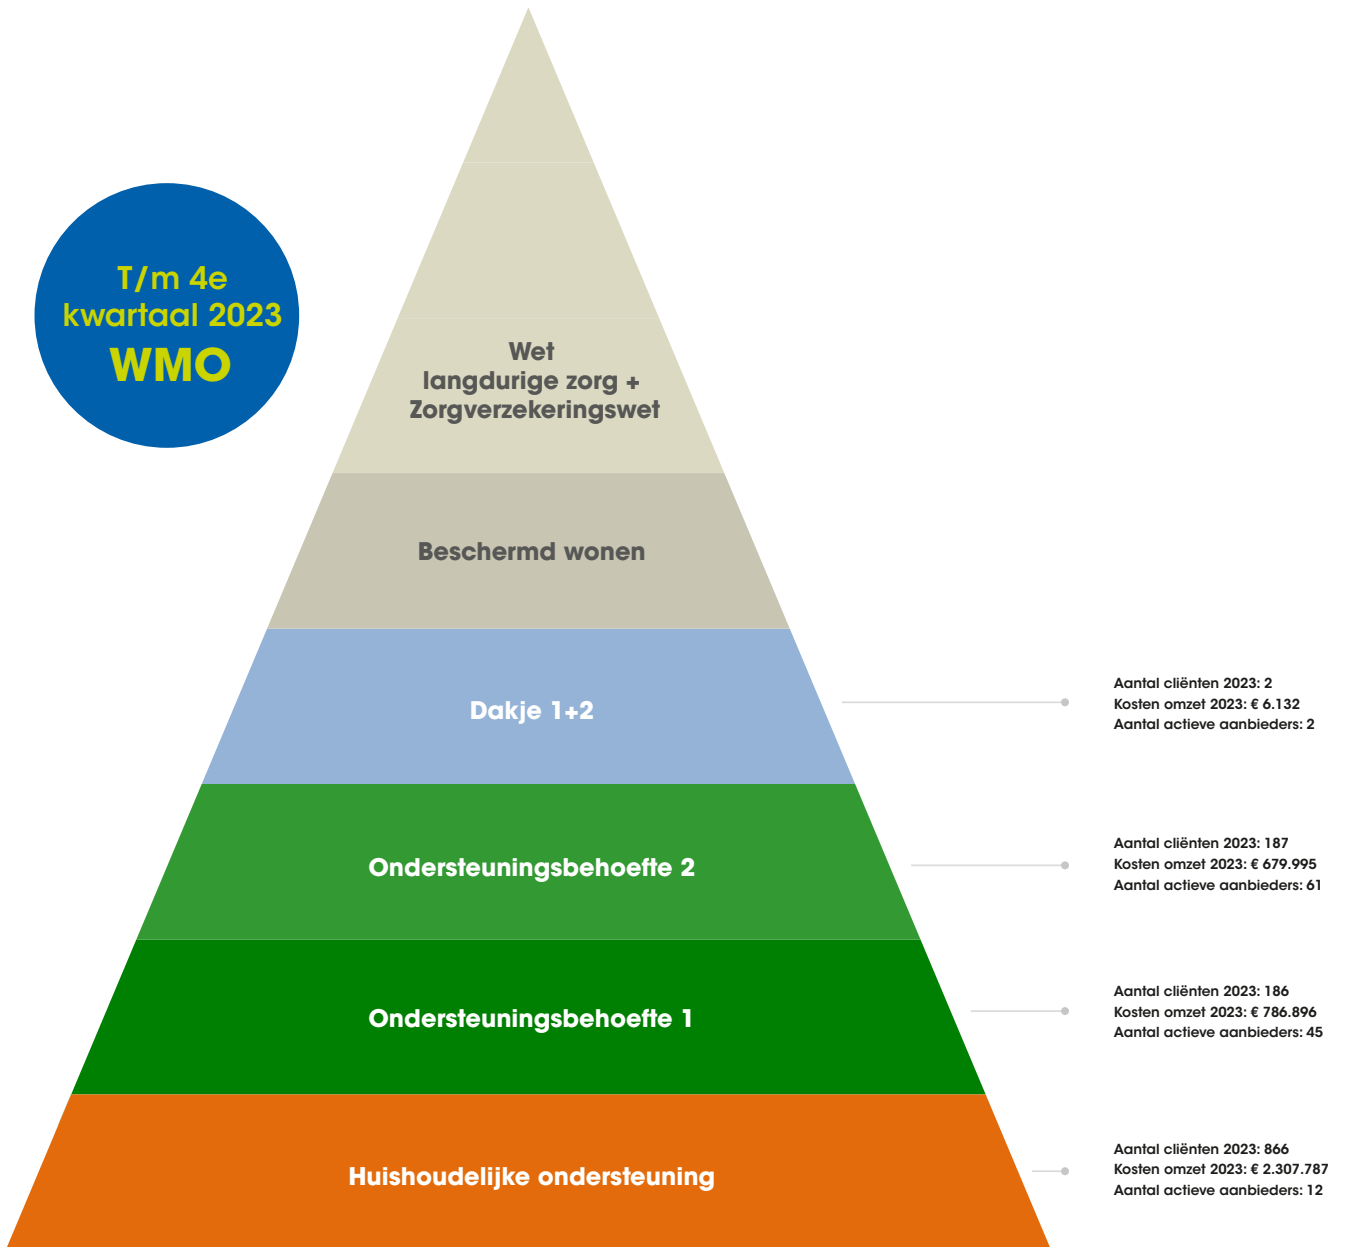 T/m 4e
kwartaal 2023
WMO
Wet
langdurige zorg +
Zorgverzekeringswet
Beschermd wonen
Dakje 1+2
Aantal cliënten 2023: 2
Kosten omzet 2023: € 6.132
Aantal actieve aanbieders: 2
Ondersteuningsbehoefte 2
Aantal cliënten 2023: 187
Kosten omzet 2023: € 679.995
Aantal actieve aanbieders: 61
Ondersteuningsbehoefte 1
Aantal cliënten 2023: 186
Kosten omzet 2023: € 786.896
Aantal actieve aanbieders: 45
Huishoudelijke ondersteuning
Aantal cliënten 2023: 866
Kosten omzet 2023: € 2.307.787
Aantal actieve aanbieders: 12